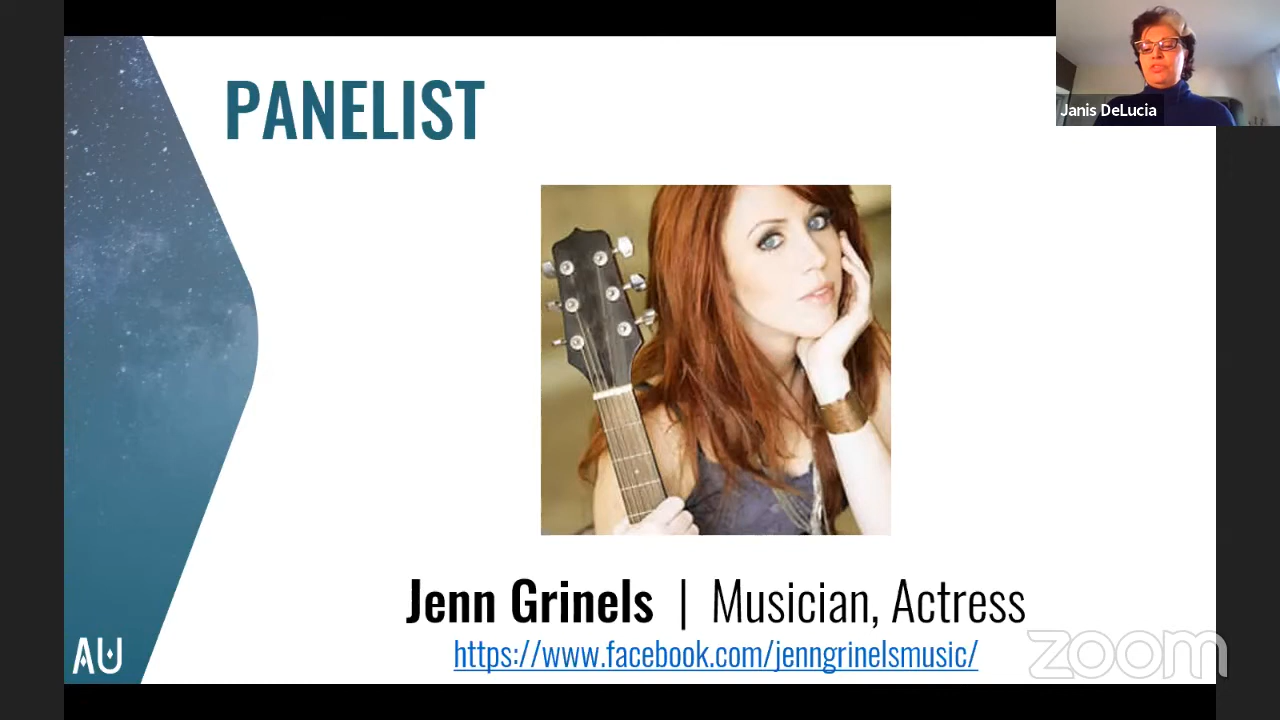 PANELIST
Janis DeLucia
Jenn Grinels | Musician, Actress
https://www.facebook.com/jenngrinelsmusic/
AU
zoom